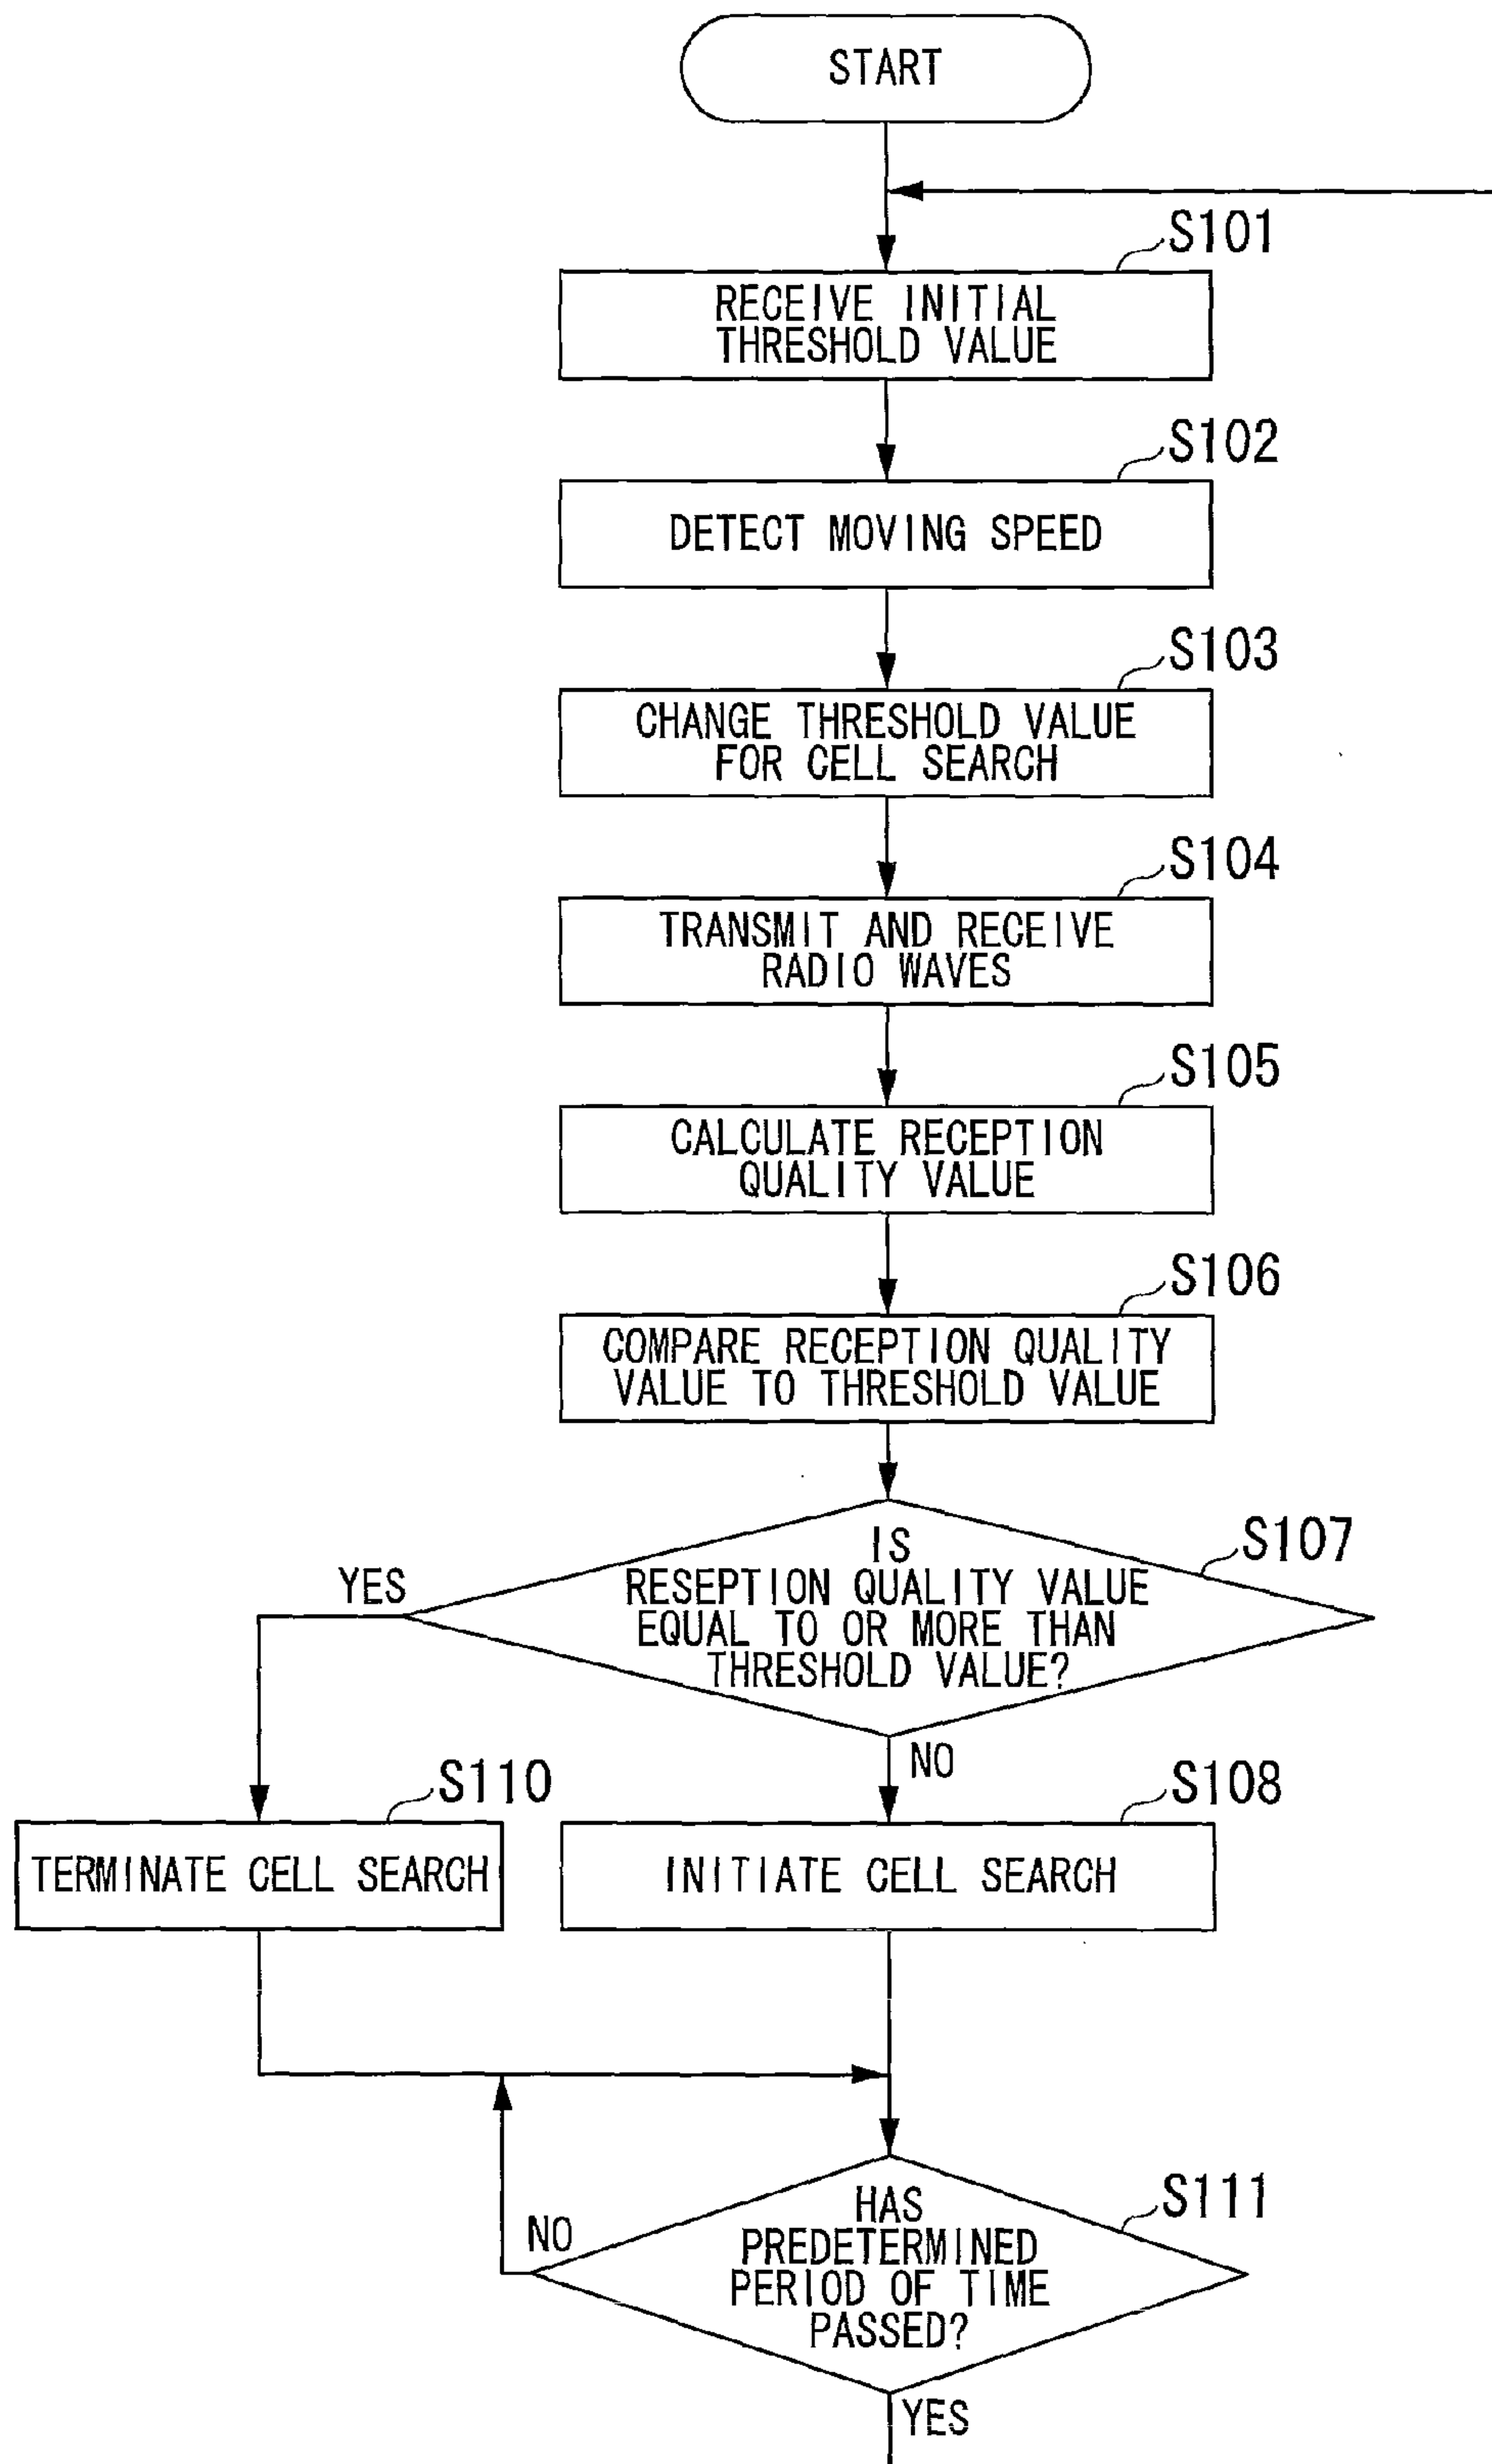 START
S101
RECEIVE INITIAL
THRESHOLD VALUE
S102
DETECT MOVING SPEED
S103
CHANGE THRESHOLD VALUE
FOR CELL SEARCH
S104
TRANSMIT AND RECEIVE
RADIO WAVES
S105
CALCULATE RECEPTION
QUALITY VALUE
S106
COMPARE RECEPTION QUALITY
VALUE TO THRESHOLD VALUE
S107
IS
RESEPTION QUALITY VALUE
EQUAL TO OR MORE THAN
THRESHOLD VALUE?
YES
NO
S110
TERMINATE CELL SEARCH
S108
INITIATE CELL SEARCH
S111
HAS
PREDETERMINED
PERIOD OF TIME
PASSED?
NO
YES